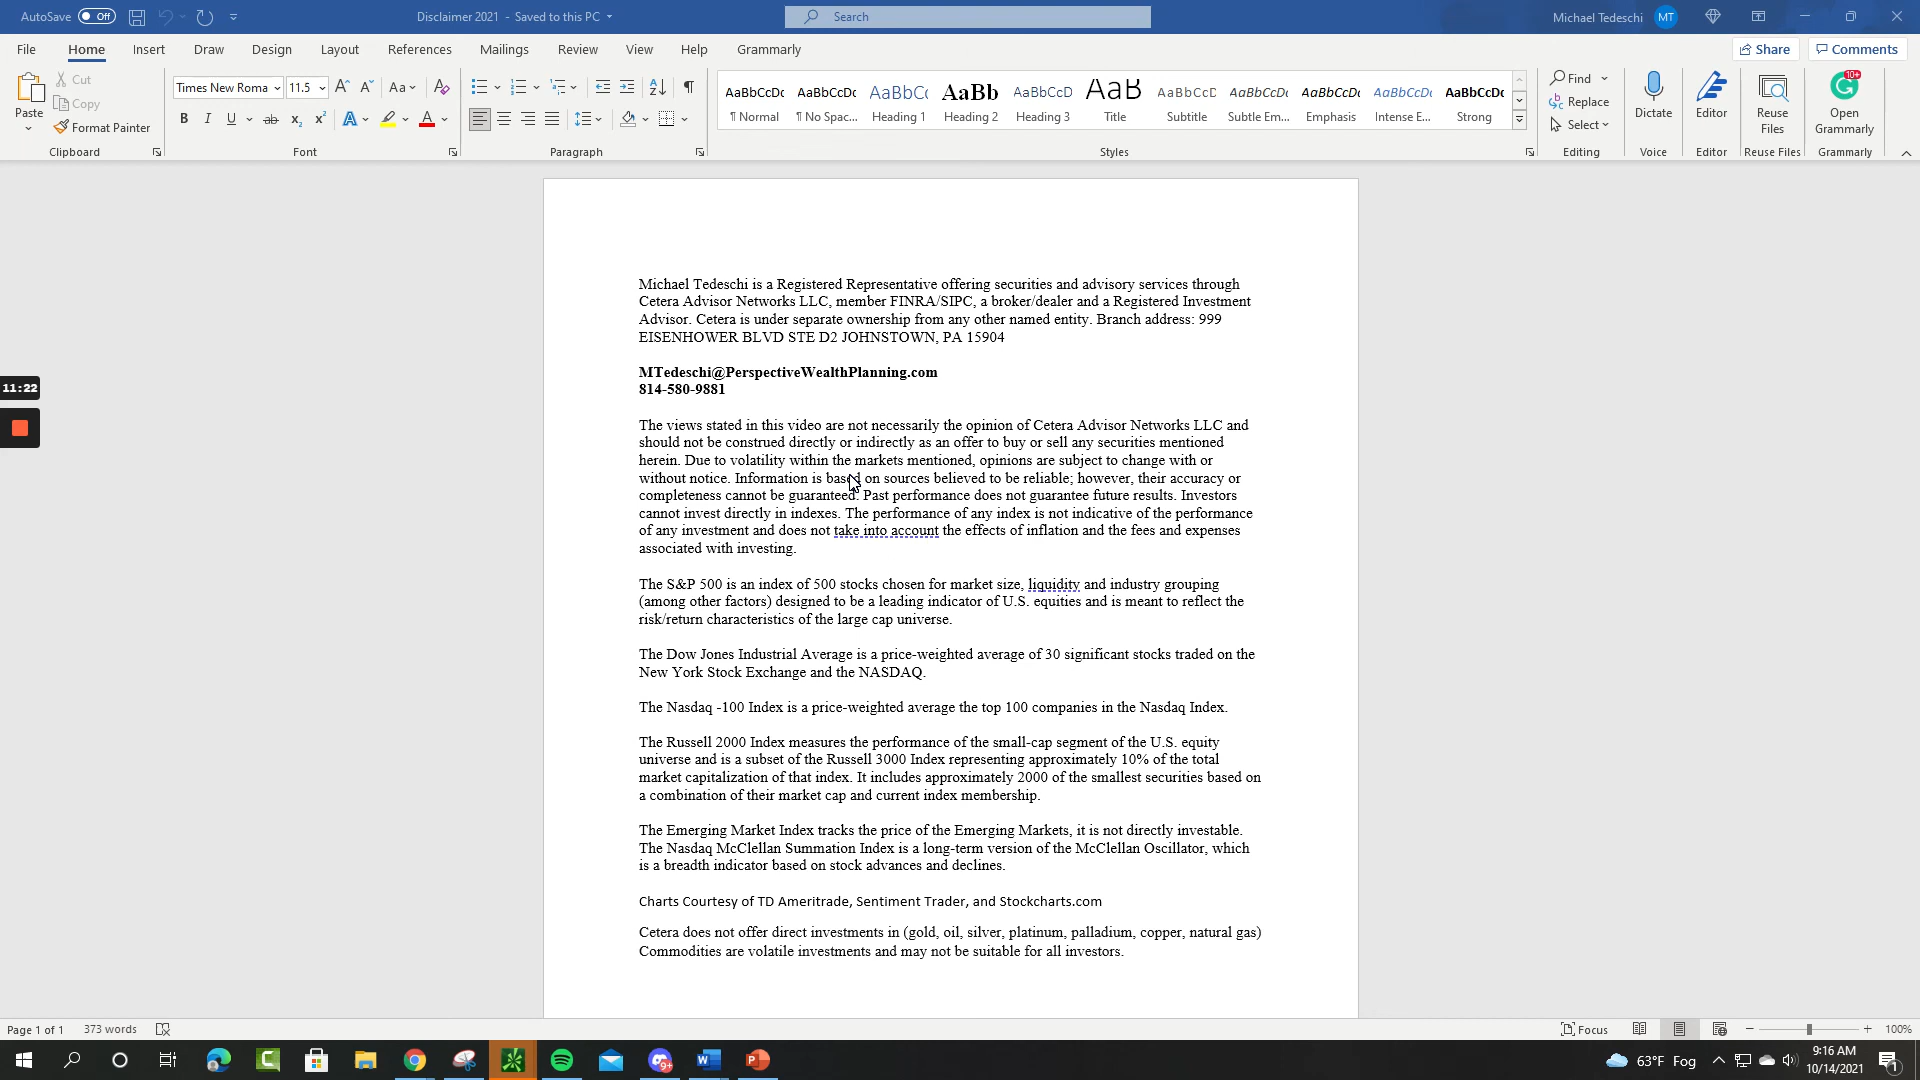 AutoSave Off Disclaimer 2021 - Saved to this PC Search Michael Tedeschi MT
File Home Insert Draw Design Layout References Mailings Review View Help Grammarly Share Comments
Paste Cut Copy Format Painter Clipboard
Times New Roma 11.5 Aa Font
Paragraph
AaBbCcDc AaBbCcDc AaBbCc AaBb AaBbCcD AaB AaBbCcD AaBbCcDc AaBbCcDc AaBbCcDc AaBbCcDc
¶ Normal ¶ No Spac... Heading 1 Heading 2 Heading 3 Title Subtitle Subtle Em... Emphasis Intense E... Strong
Styles
Find Replace Select Editing
Dictate Voice
Editor Editor
Reuse Files Reuse Files
10+ Open Grammarly Grammarly
11:22
Michael Tedeschi is a Registered Representative offering securities and advisory services through
Cetera Advisor Networks LLC, member FINRA/SIPC, a broker/dealer and a Registered Investment
Advisor. Cetera is under separate ownership from any other named entity. Branch address: 999
EISENHOWER BLVD STE D2 JOHNSTOWN, PA 15904
MTedeschi@PerspectiveWealthPlanning.com
814-580-9881
The views stated in this video are not necessarily the opinion of Cetera Advisor Networks LLC and
should not be construed directly or indirectly as an offer to buy or sell any securities mentioned
herein. Due to volatility within the markets mentioned, opinions are subject to change with or
without notice. Information is based on sources believed to be reliable; however, their accuracy or
completeness cannot be guaranteed. Past performance does not guarantee future results. Investors
cannot invest directly in indexes. The performance of any index is not indicative of the performance
of any investment and does not take into account the effects of inflation and the fees and expenses
associated with investing.
The S&P 500 is an index of 500 stocks chosen for market size, liquidity and industry grouping
(among other factors) designed to be a leading indicator of U.S. equities and is meant to reflect the
risk/return characteristics of the large cap universe.
The Dow Jones Industrial Average is a price-weighted average of 30 significant stocks traded on the
New York Stock Exchange and the NASDAQ.
The Nasdaq -100 Index is a price-weighted average the top 100 companies in the Nasdaq Index.
The Russell 2000 Index measures the performance of the small-cap segment of the U.S. equity
universe and is a subset of the Russell 3000 Index representing approximately 10% of the total
market capitalization of that index. It includes approximately 2000 of the smallest securities based on
a combination of their market cap and current index membership.
The Emerging Market Index tracks the price of the Emerging Markets, it is not directly investable.
The Nasdaq McClellan Summation Index is a long-term version of the McClellan Oscillator, which
is a breadth indicator based on stock advances and declines.
Charts Courtesy of TD Ameritrade, Sentiment Trader, and Stockcharts.com
Cetera does not offer direct investments in (gold, oil, silver, platinum, palladium, copper, natural gas)
Commodities are volatile investments and may not be suitable for all investors.
Page 1 of 1 373 words Focus 100%
63°F Fog 9:16 AM
10/14/2021